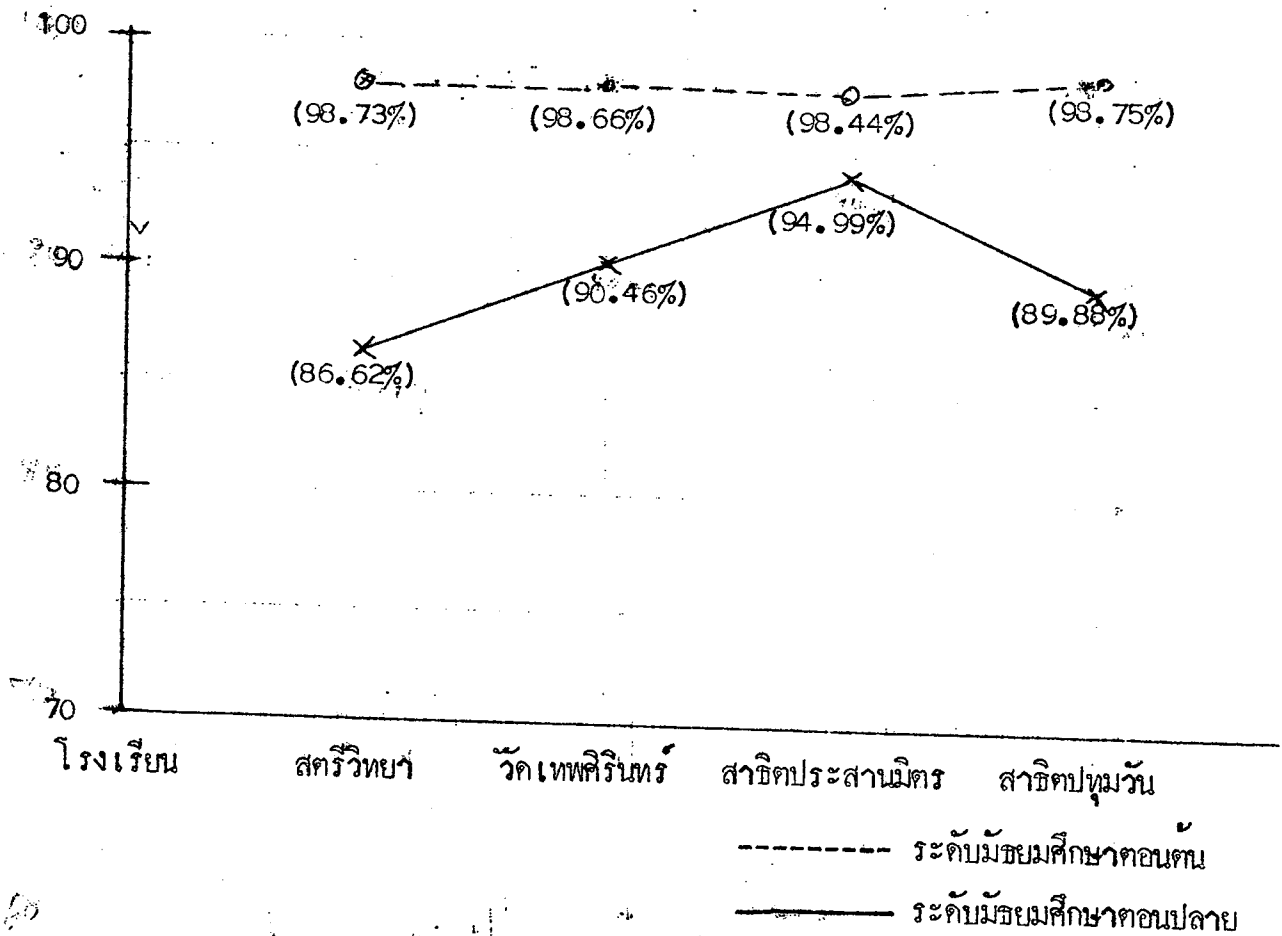 100
(98.73%) (98.66%) (98.44%) (98.75%)
(94.99%)
90
(90.46%)
(89.88%)
(86.62%)
80
70
โรงเรียน สตรีวิทยา วัดเทพศิรินทร์ สาธิตประสานมิตร สาธิตปทุมวัน
ระดับมัธยมศึกษาตอนต้น
ระดับมัธยมศึกษาตอนปลาย